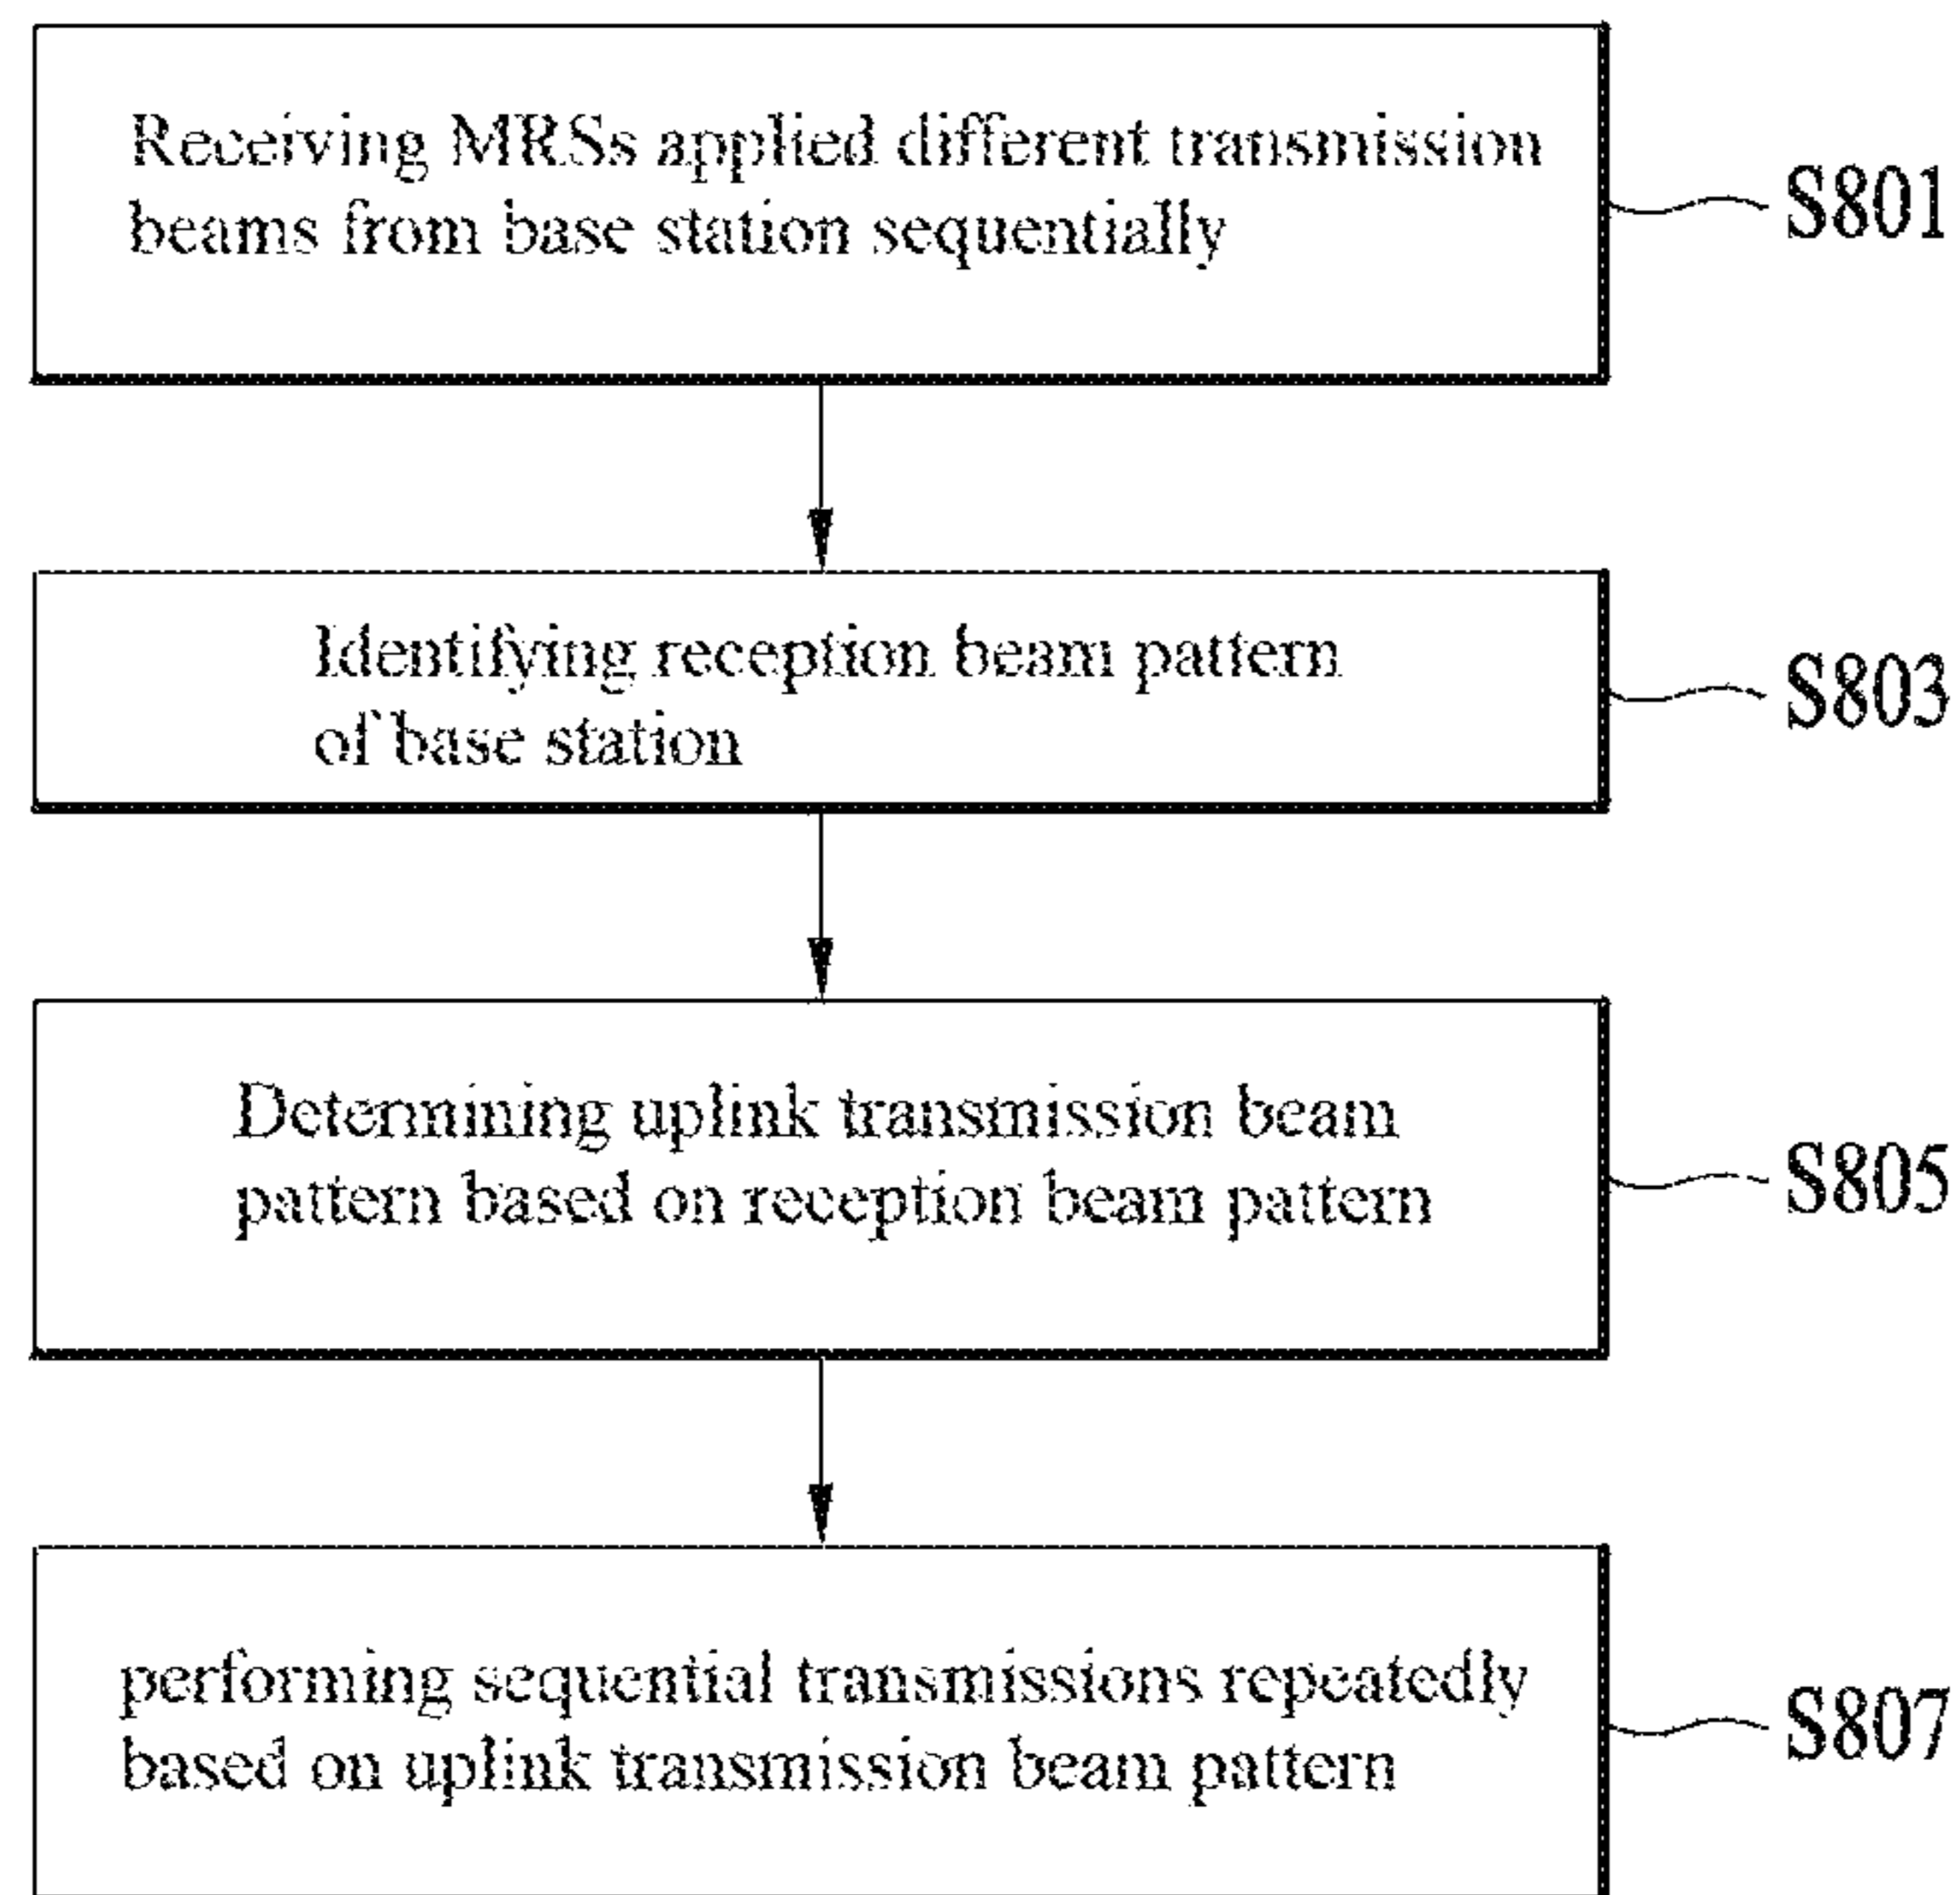 Receiving MRSs applied different transmission
beams from base station sequentially
S801
Identifying reception beam pattern
of base station
S803
Determining uplink transmission beam
pattern based on reception beam pattern
S805
performing sequential transmissions repeatedly
based on uplink transmission beam pattern
S807